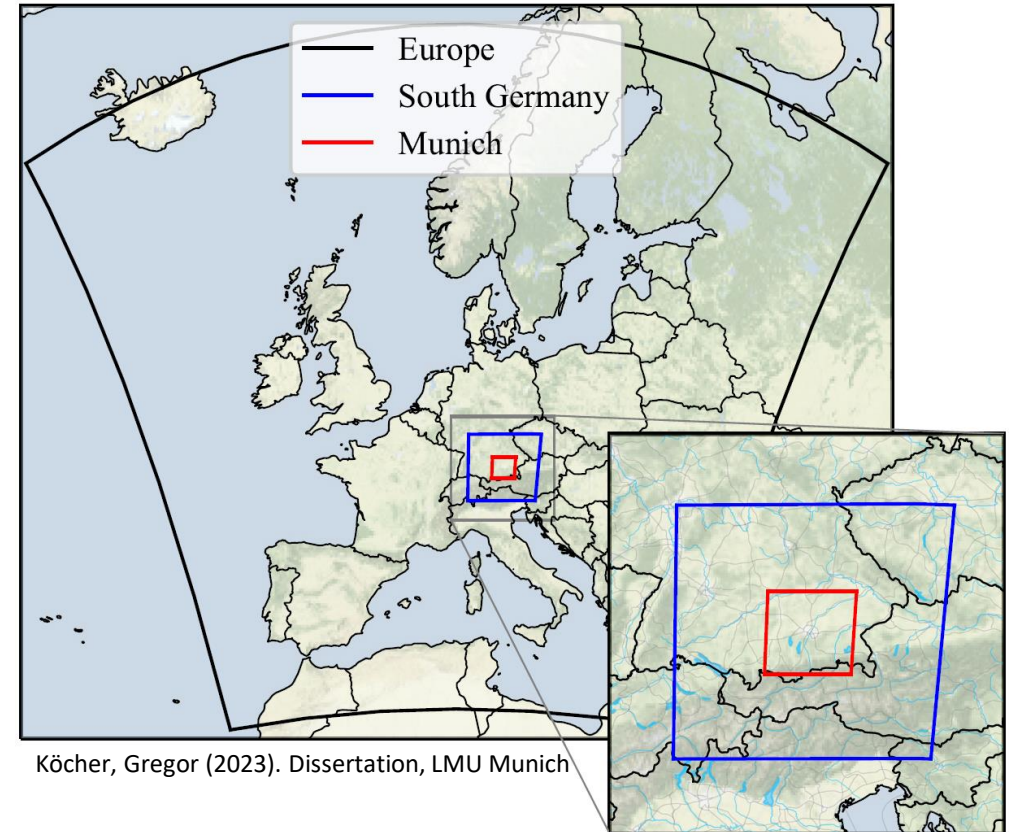 Europe
South Germany
Munich
Köcher, Gregor (2023). Dissertation, LMU Munich